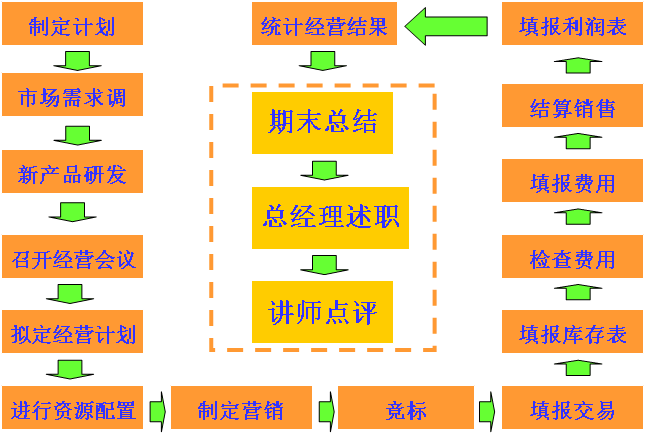 制定计划
市场需求调
新产品研发
召开经营会议
拟定经营计划
进行资源配置
制定营销
竞标
填报交易
填报库存表
检查费用
填报费用
结算销售
填报利润表
统计经营结果
期末总结
总经理述职
讲师点评